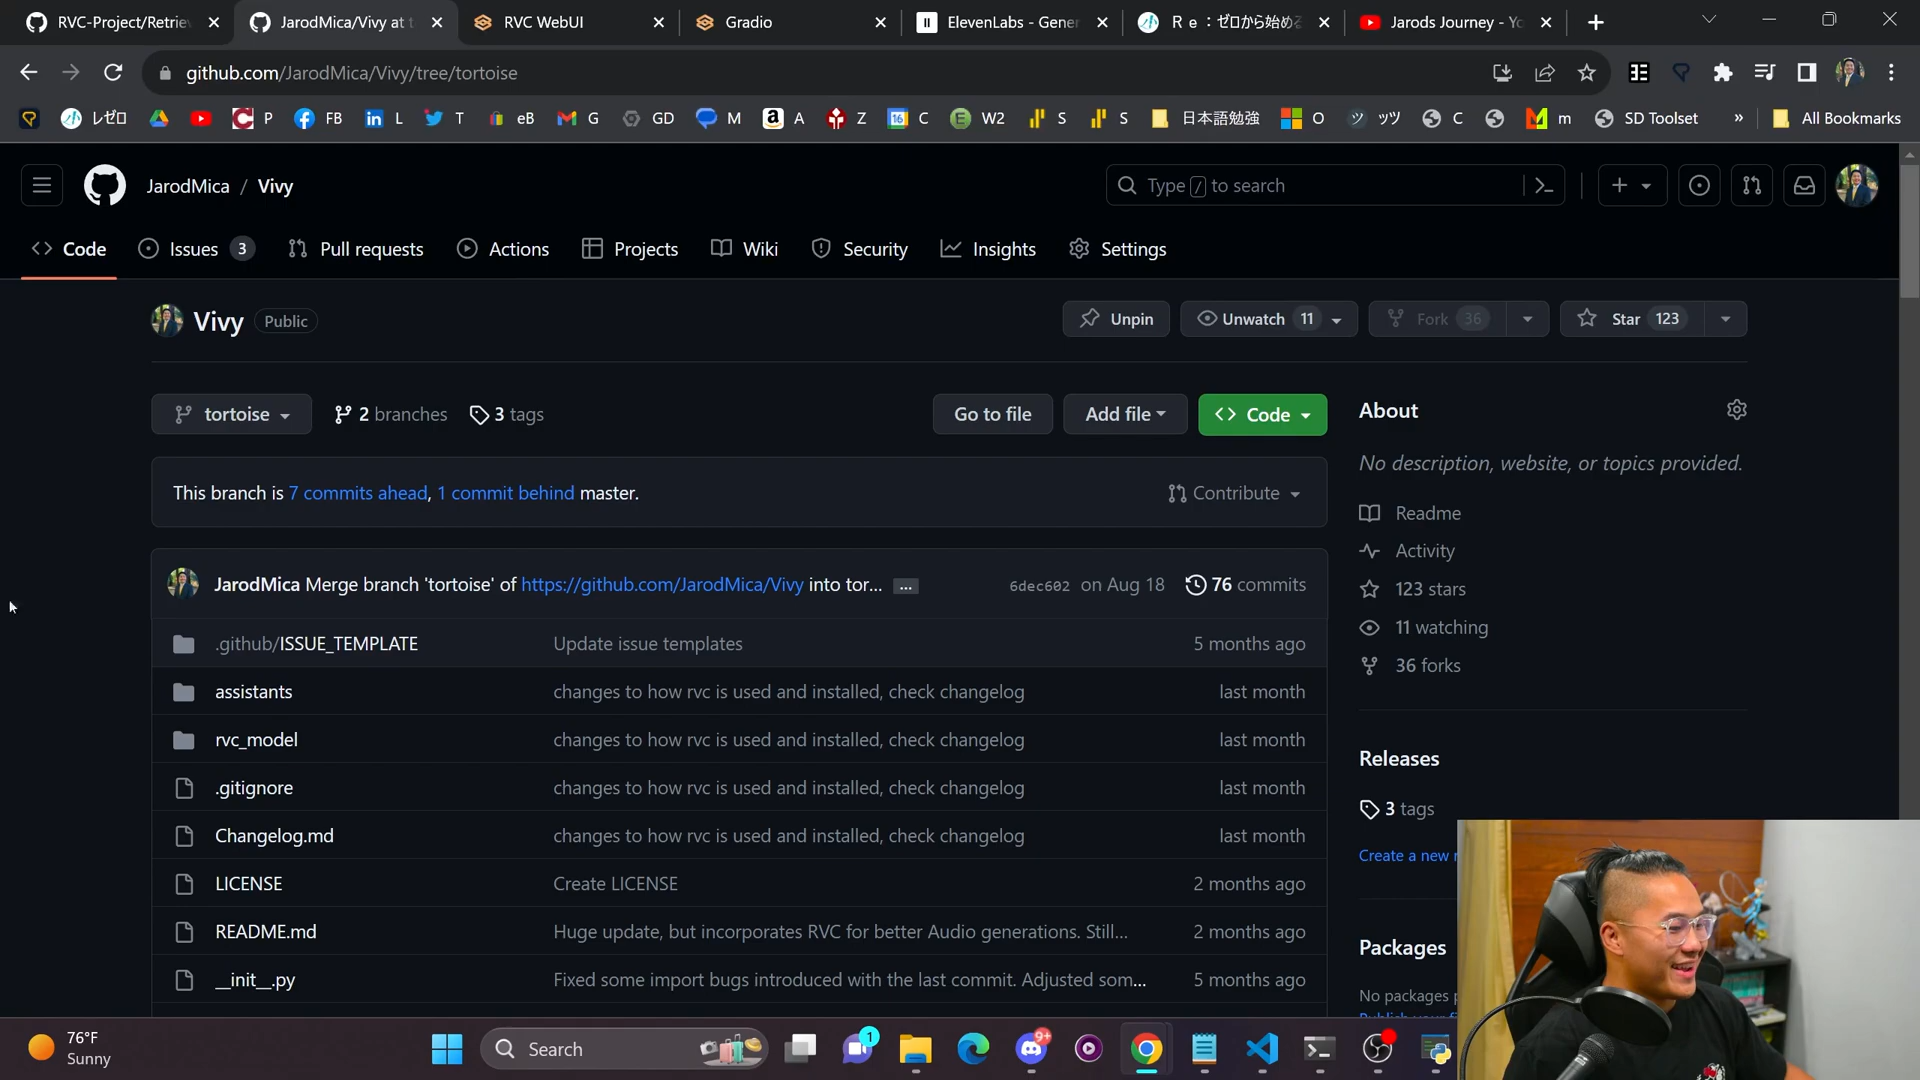 RVC-Project/Retrie
JarodMica/Vivy at t
RVC WebUI
Gradio
ElevenLabs - Gener
Ｒｅ：ゼロから始める
Jarods Journey - Yo
github.com/JarodMica/Vivy/tree/tortoise
レゼロ
P
FB
L
T
eB
G
GD
M
A
Z
C
W2
S
S
日本語勉強
O
ッツ
C
m
SD Toolset
»
All Bookmarks
JarodMica / Vivy
Type / to search
Code
Issues 3
Pull requests
Actions
Projects
Wiki
Security
Insights
Settings
Vivy Public
Unpin
Unwatch 11
Fork 36
Star 123
tortoise
2 branches
3 tags
Go to file
Add file
<> Code
About
No description, website, or topics provided.
Readme
Activity
123 stars
11 watching
36 forks
This branch is 7 commits ahead, 1 commit behind master.
Contribute
JarodMica Merge branch 'tortoise' of https://github.com/JarodMica/Vivy into tor... ...
6dec602 on Aug 18
76 commits
.github/ISSUE_TEMPLATE Update issue templates 5 months ago
assistants changes to how rvc is used and installed, check changelog last month
rvc_model changes to how rvc is used and installed, check changelog last month
.gitignore changes to how rvc is used and installed, check changelog last month
Changelog.md changes to how rvc is used and installed, check changelog last month
LICENSE Create LICENSE 2 months ago
README.md Huge update, but incorporates RVC for better Audio generations. Still... 2 months ago
__init__.py Fixed some import bugs introduced with the last commit. Adjusted som... 5 months ago
Releases
3 tags
Create a new
Packages
No packages
76°F
Sunny
Search
16
1
9+